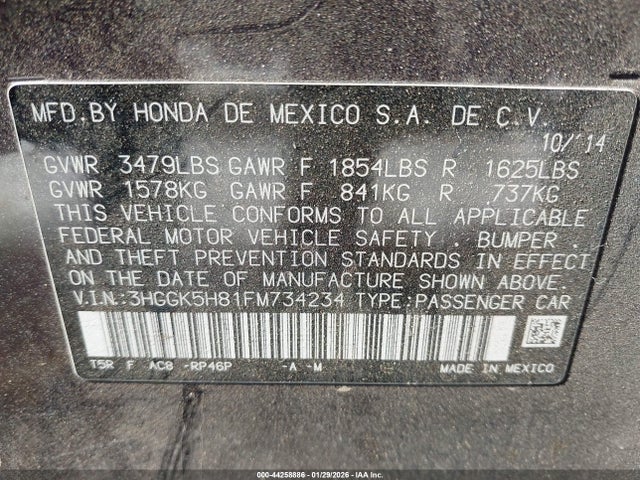 MFD.BY HONDA DE MEXICO S.A. DE C.V.
10/'14
GVWR 3479LBS GAWR F 1854LBS R 1625LBS
GVWR 1578KG GAWR F 841KG R 737KG
THIS VEHICLE CONFORMS TO ALL APPLICABLE
FEDERAL MOTOR VEHICLE SAFETY , BUMPER ,
AND THEFT PREVENTION STANDARDS IN EFFECT
ON THE DATE OF MANUFACTURE SHOWN ABOVE.
V.I.N:3HGGK5H81FM734234 TYPE:PASSENGER CAR
T5R F AC8 -RP46P -A -M MADE IN MEXICO
000-44258886 | 01/29/2026 | IAA Inc.